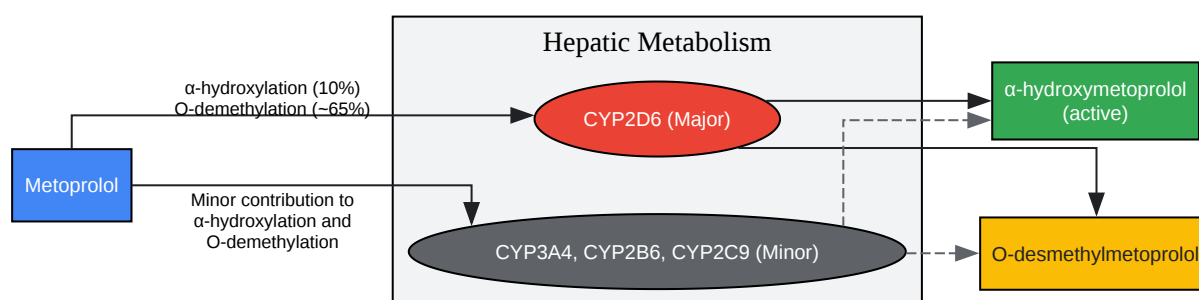 Hepatic Metabolism
α-hydroxylation (10%)
O-demethylation (~65%)
CYP2D6 (Major)
α-hydroxymetoprolol
(active)
Metoprolol
Minor contribution to
α-hydroxylation and
O-demethylation
CYP3A4, CYP2B6, CYP2C9 (Minor)
O-desmethylmetoprolol